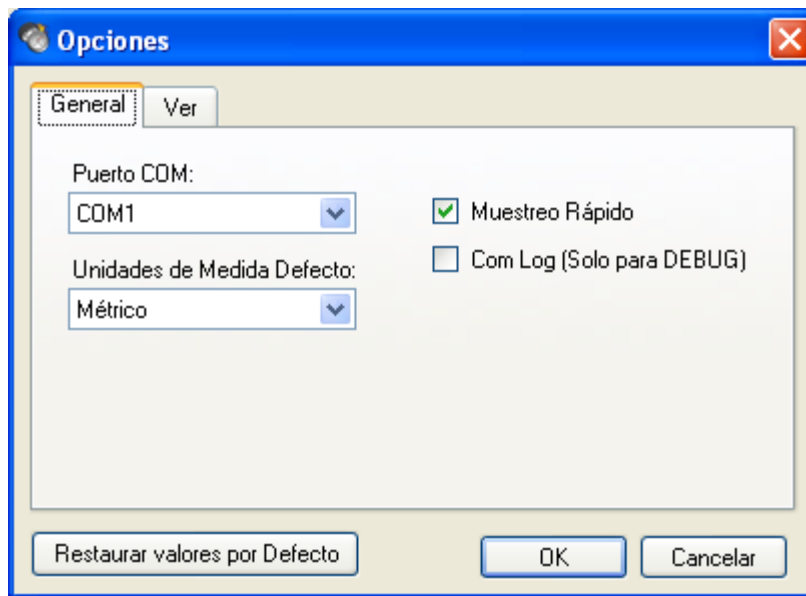 Opciones
General
Ver
Puerto COM:
COM1
Muestreo Rápido
Unidades de Medida Defecto:
Com Log (Solo para DEBUG)
Métrico
Restaurar valores por Defecto
OK
Cancelar